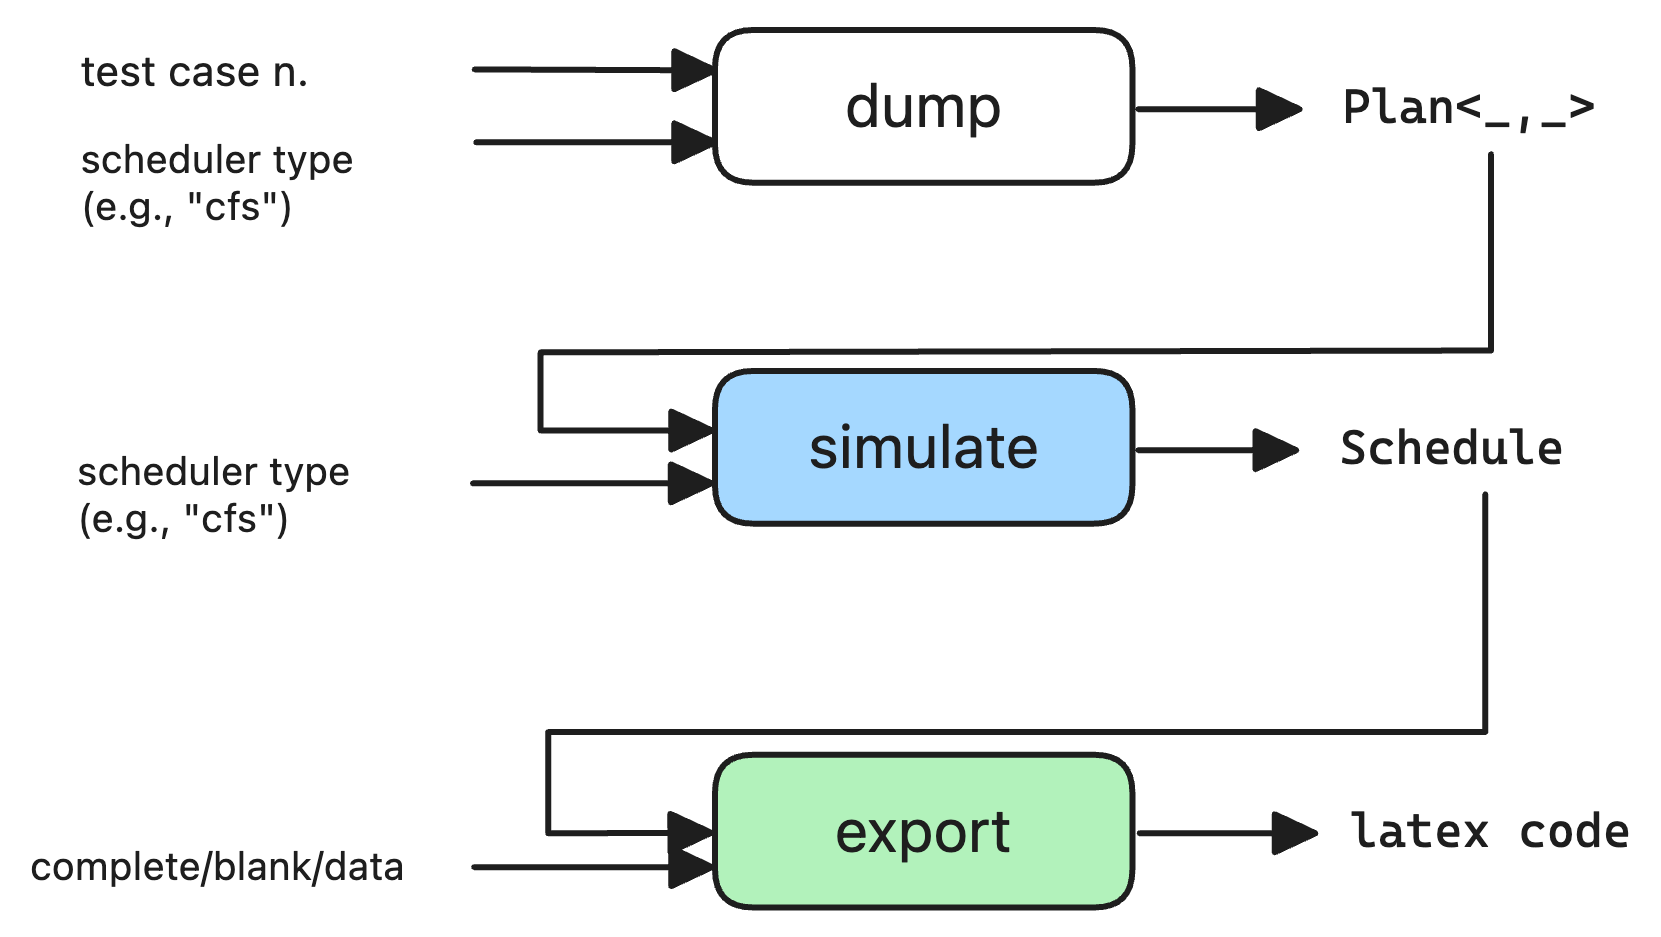 test case n.
scheduler type
(e.g., "cfs")
dump
Plan<_,_>
scheduler type
(e.g., "cfs")
simulate
Schedule
complete/blank/data
export
latex code